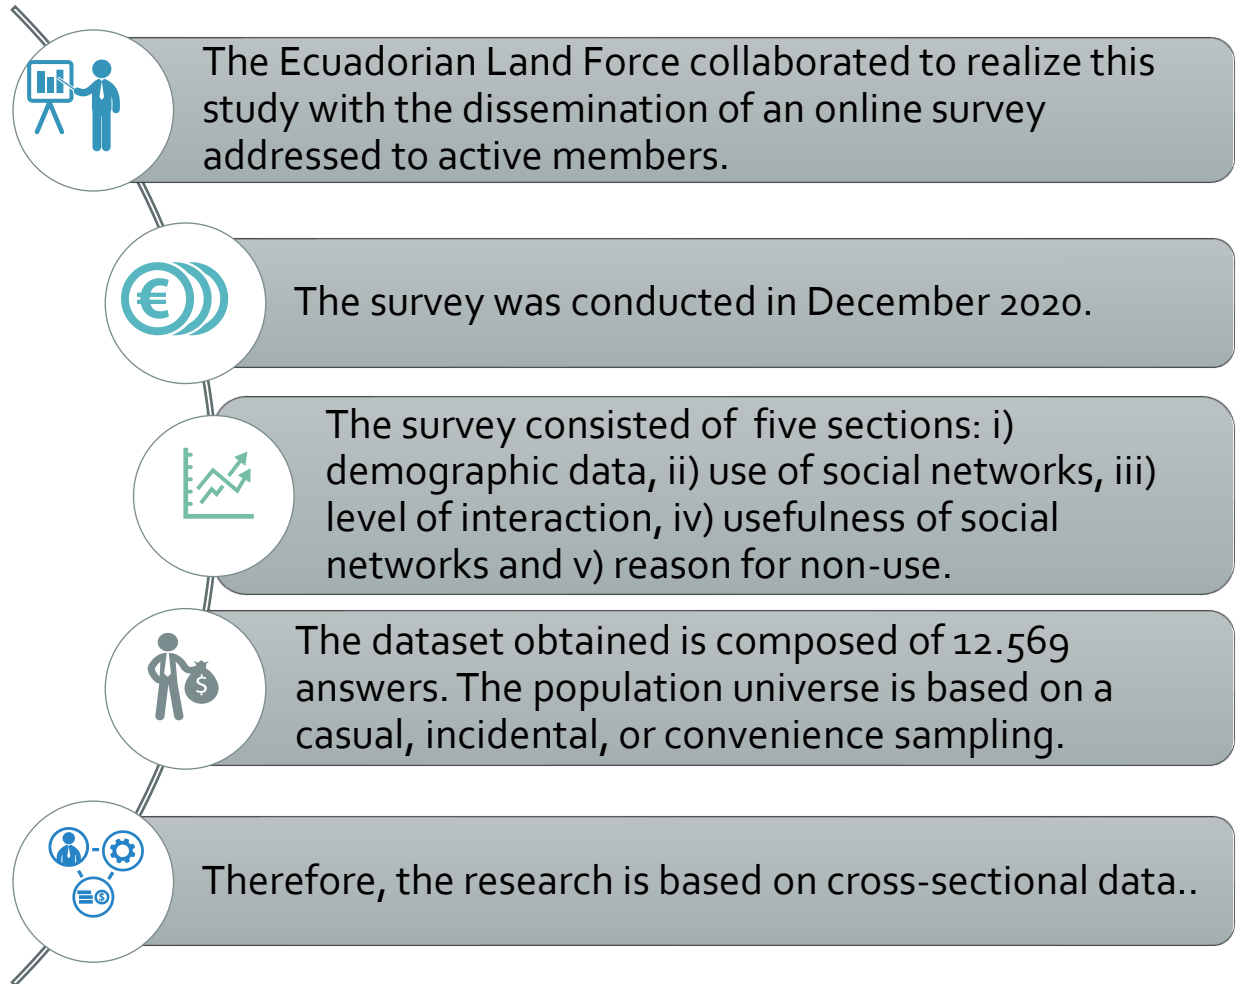 The Ecuadorian Land Force collaborated to realize this
study with the dissemination of an online survey
addressed to active members.
€
The survey was conducted in December 2020.
The survey consisted of  five sections: i)
demographic data, ii) use of social networks, iii)
level of interaction, iv) usefulness of social
networks and v) reason for non-use.
$
The dataset obtained is composed of 12.569
answers. The population universe is based on a
casual, incidental, or convenience sampling.
$
Therefore, the research is based on cross-sectional data..